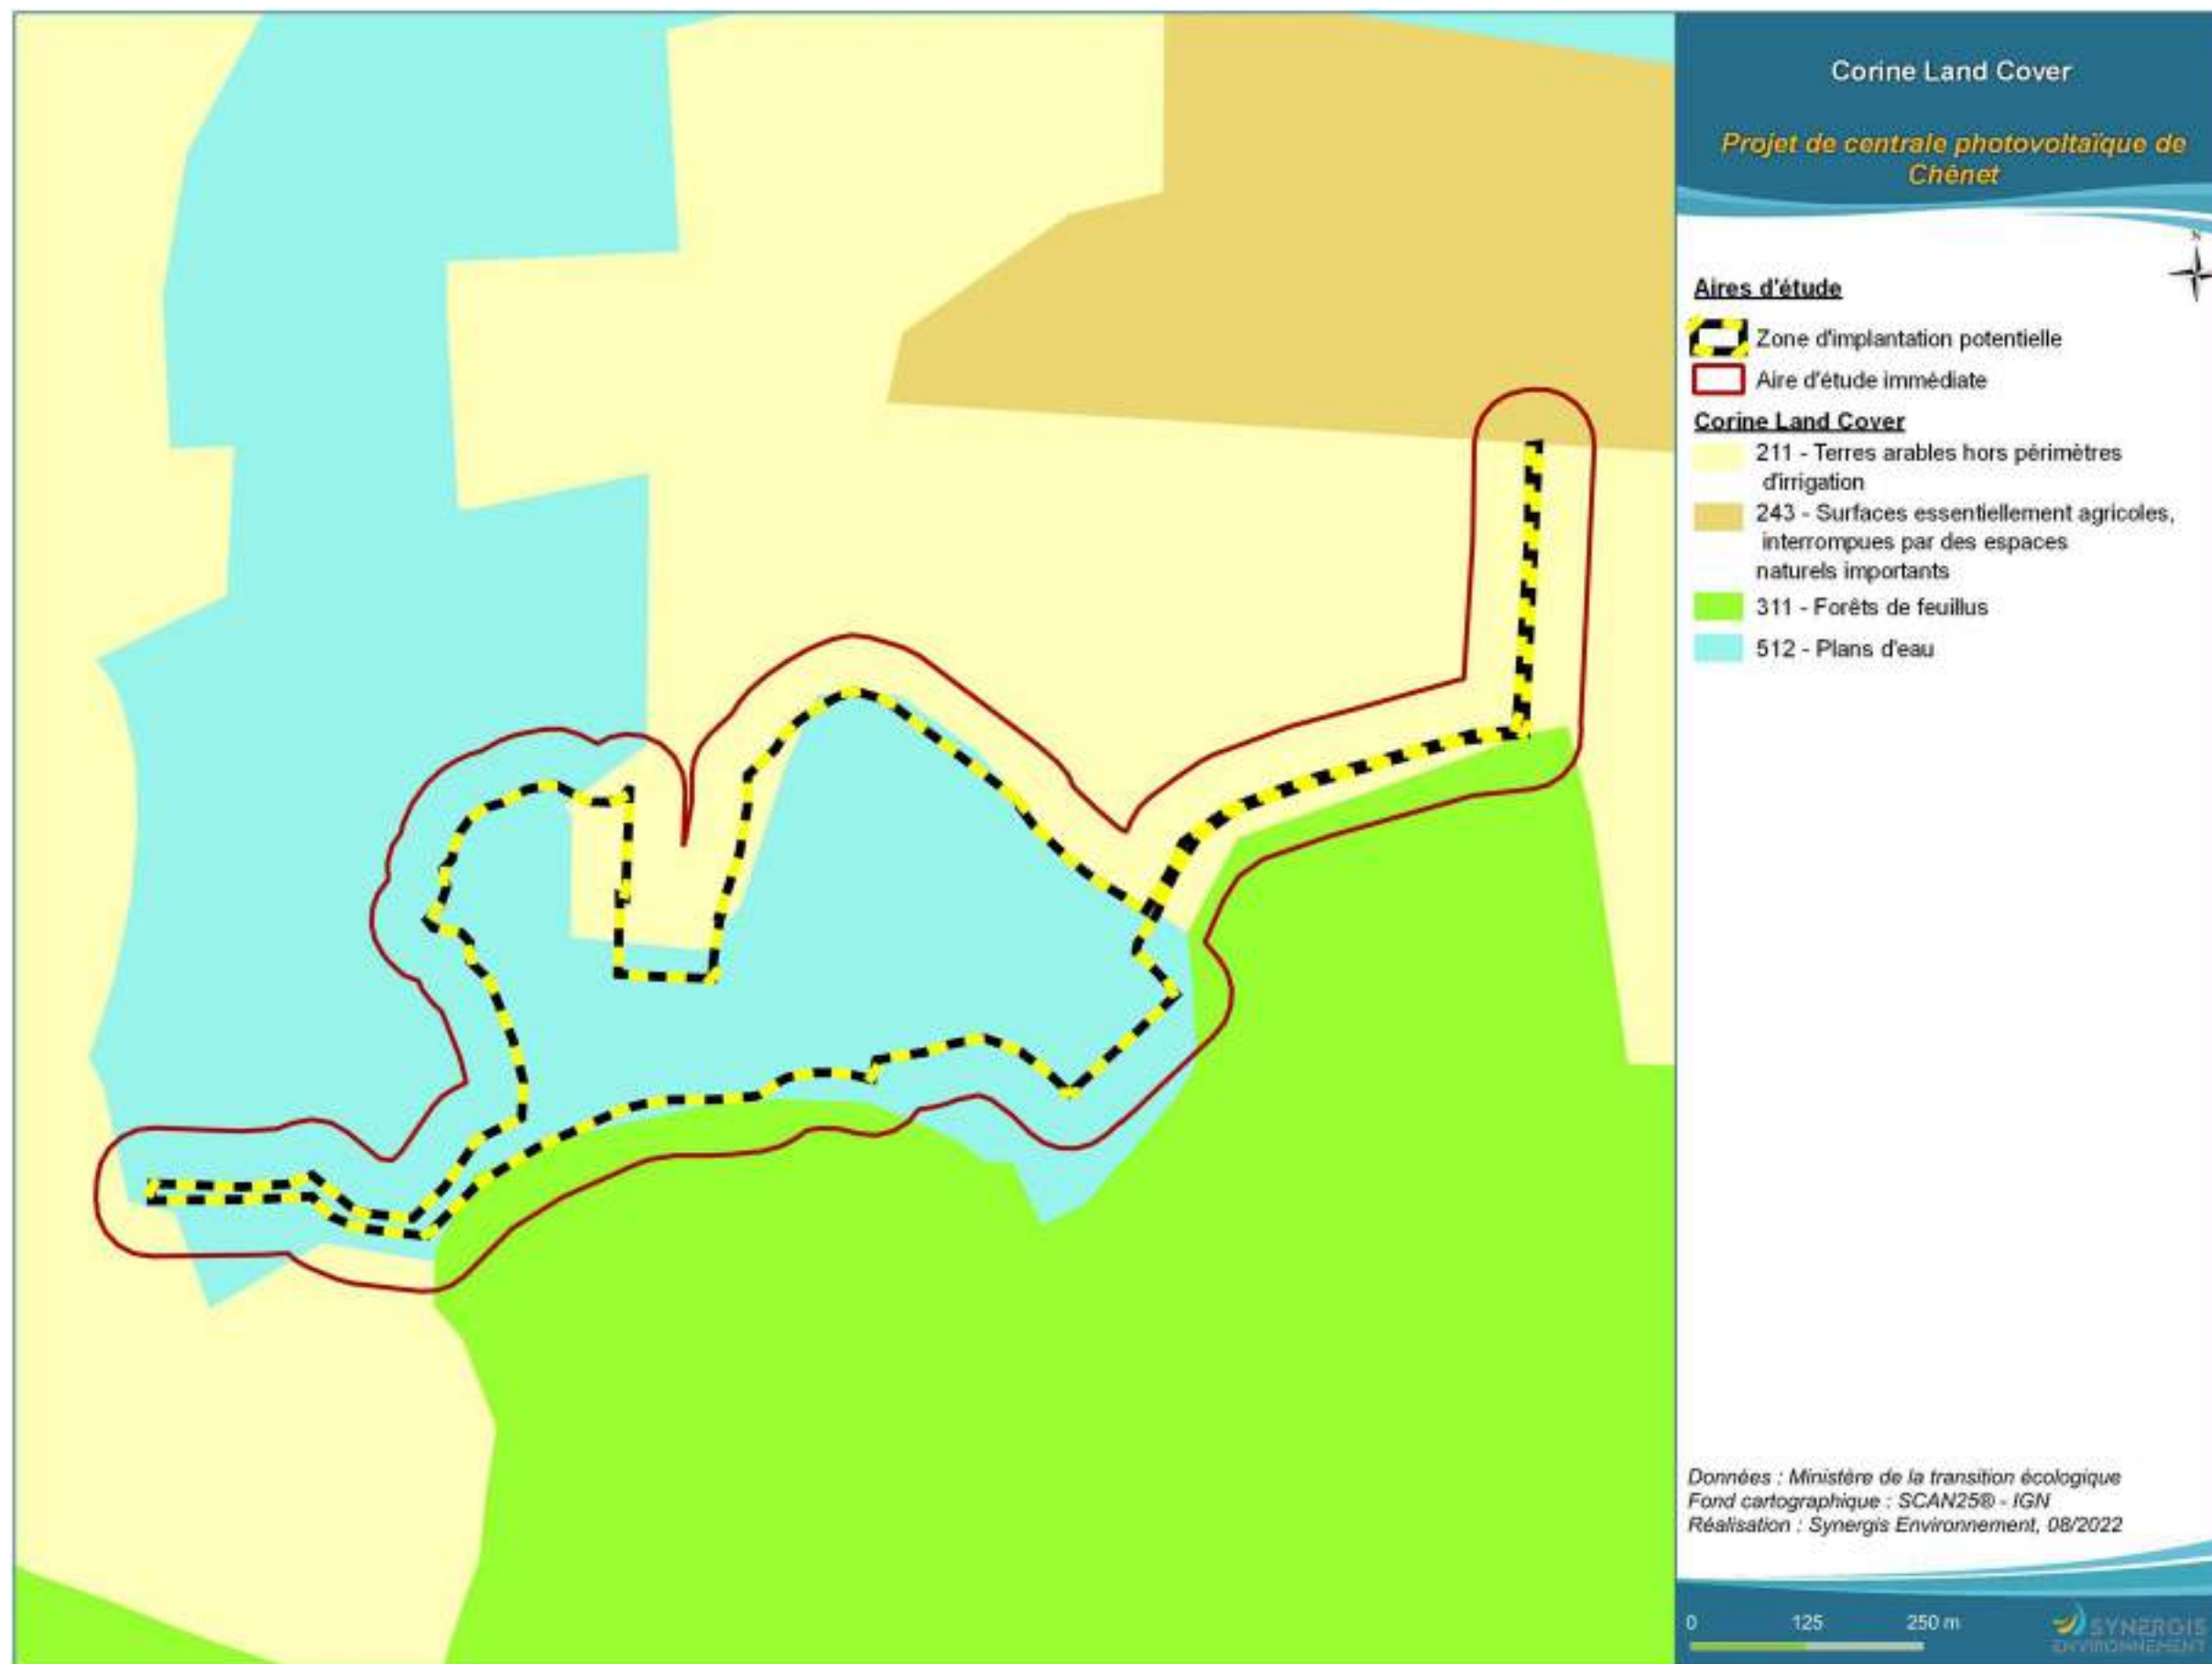 Corine Land Cover
Projet de centrale photovoltaïque de
Chênet
N
Aires d'étude
Zone d'implantation potentielle
Aire d'étude immédiate
Corine Land Cover
211 - Terres arables hors périmètres
d'irrigation
243 - Surfaces essentiellement agricoles,
interrompues par des espaces
naturels importants
311 - Forêts de feuillus
512 - Plans d'eau
Données : Ministère de la transition écologique
Fond cartographique : SCAN25® - IGN
Réalisation : Synergis Environnement, 08/2022
0 125 250 m
SYNERGIS
ENVIRONNEMENT